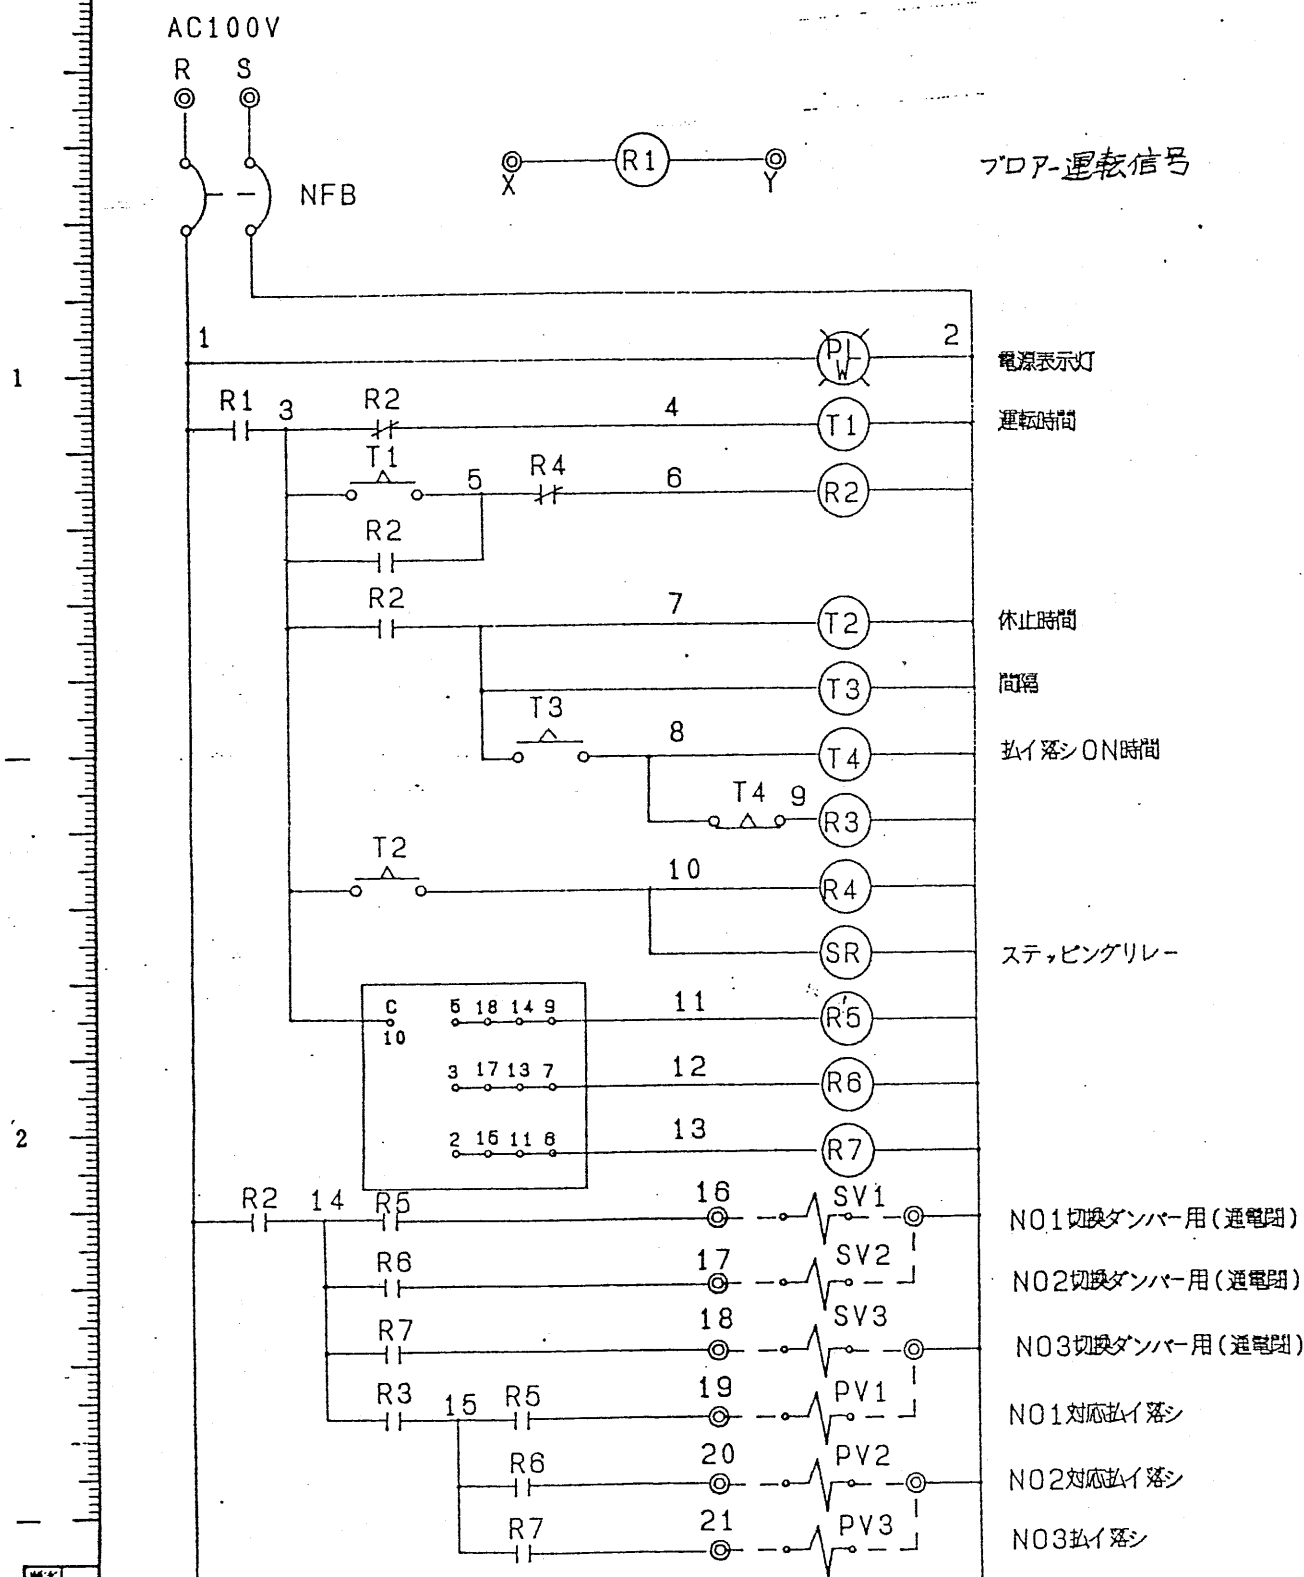 AC100V
R S
NFB
X R1 Y ブロアー運転信号
1 PL W 2 電源表示灯
1
R1 3 R2 4 T1 運転時間
T1 5 R4 6 R2
R2
R2 7 T2 休止時間
T3 間隔
T3 8 T4 払イ落シON時間
T4 9 R3
T2 10 R4
SR ステッピングリレー
C 10 5 18 14 9 11 R5
3 17 13 7 12 R6
2
2 15 11 6 13 R7
R2 14 R5 16 SV1 NO1切換ダンパー用(通電閉)
R6 17 SV2 NO2切換ダンパー用(通電閉)
R7 18 SV3 NO3切換ダンパー用(通電閉)
R3 15 R5 19 PV1 NO1対応払イ落シ
R6 20 PV2 NO2対応払イ落シ
R7 21 PV3 NO3払イ落シ